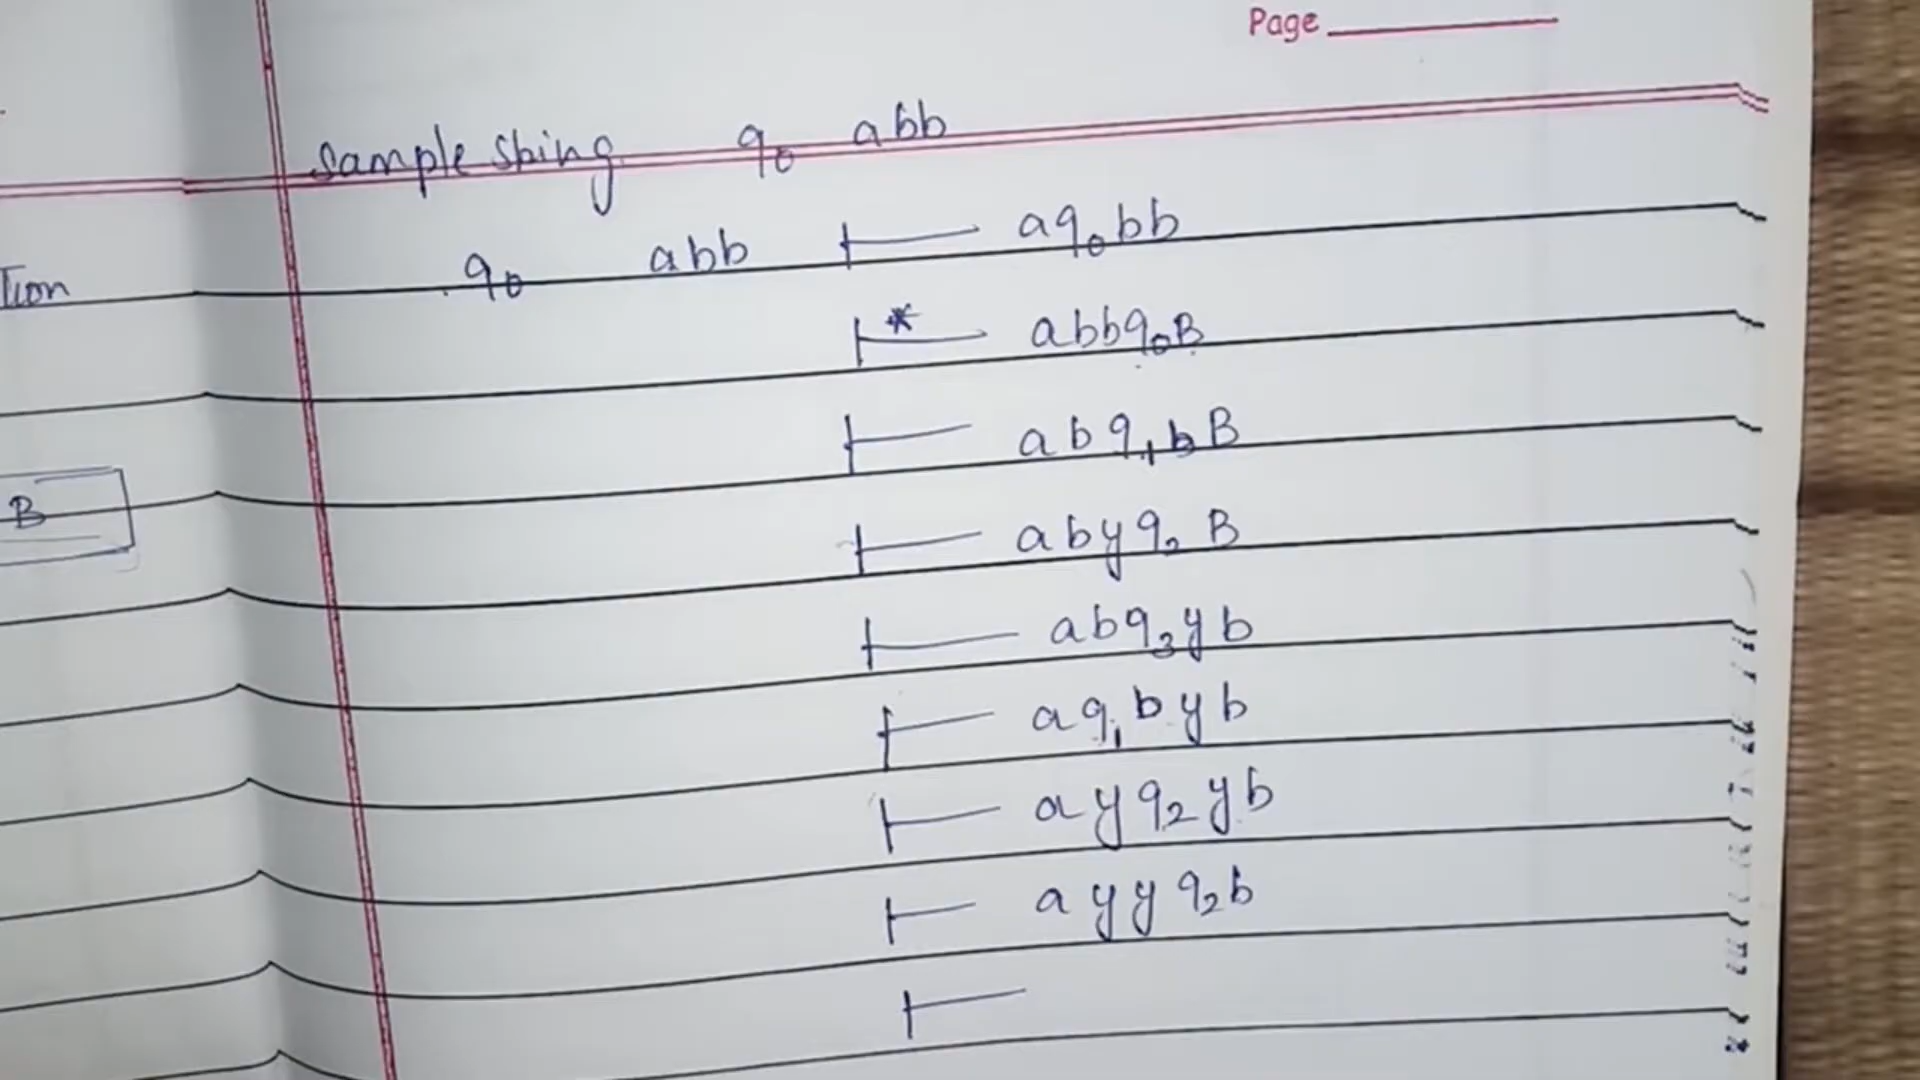 Page
sample string q0 abb
q0 abb ⊢ aq0bb
⊢* abbq0B
⊢ abq1bB
⊢ abyq2B
⊢ abq3yb
⊢ aq1byb
⊢ ayq2yb
⊢ ayyq2b
⊢
tion
B